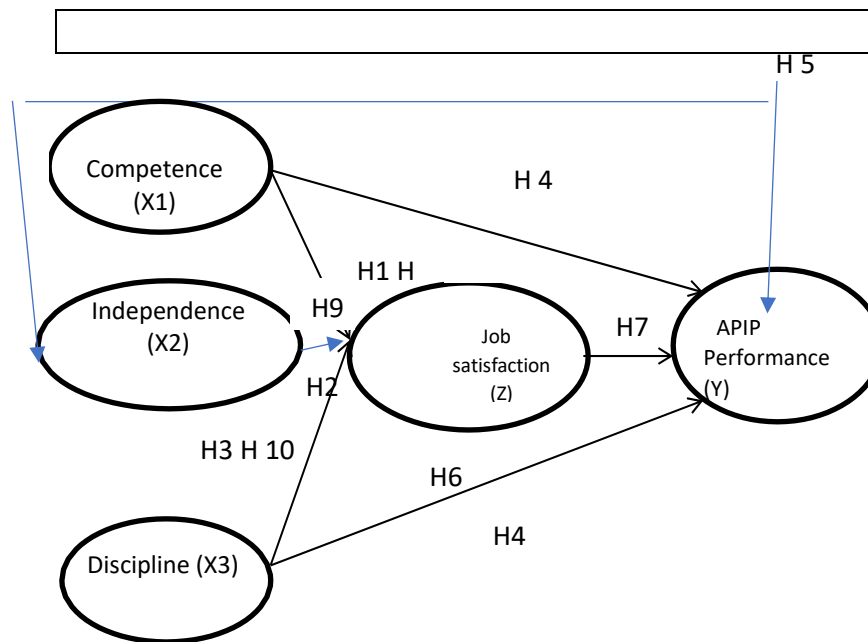 H 5
Competence
(X1)
H 4
H1 H
Independence
(X2)
H9
Job
satisfaction
(Z)
H7
APIP
Performance
(Y)
H2
H3 H 10
H6
H4
Discipline (X3)